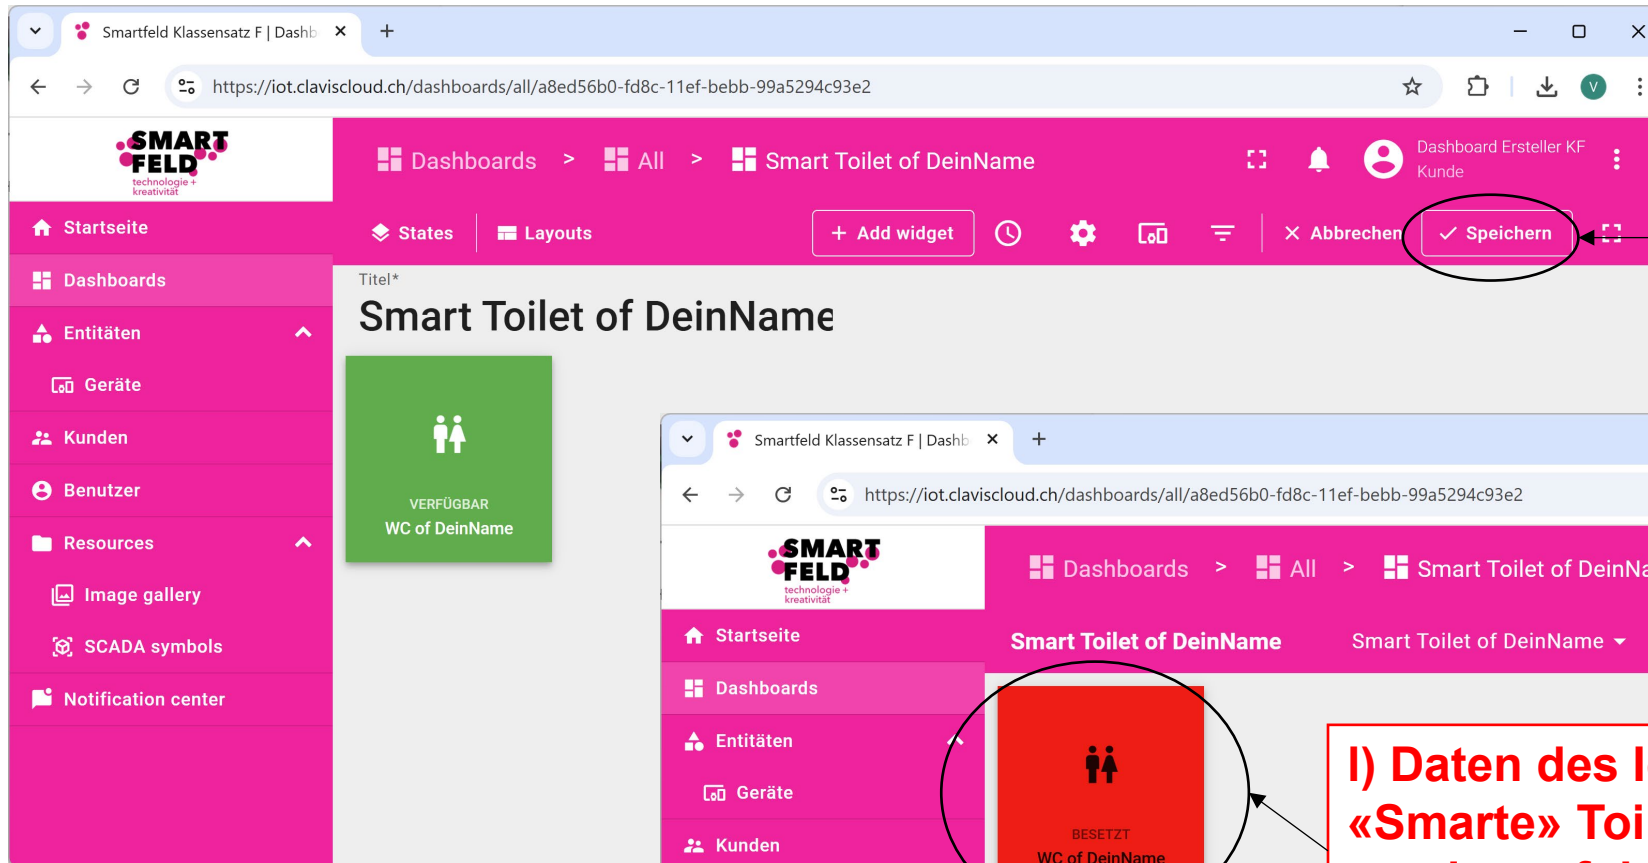 Smartfeld Klassensatz F | Dashb
https://iot.claviscloud.ch/dashboards/all/a8ed56b0-fd8c-11ef-bebb-99a5294c93e2
V
SMART
FELD
technologie +
kreativität
Dashboards > All > Smart Toilet of DeinName
Dashboard Ersteller KF
Kunde
Startseite
States
Layouts
+ Add widget
Abbrechen
Speichern
Dashboards
Entitäten
Geräte
Kunden
Benutzer
Resources
Image gallery
SCADA symbols
Notification center
Titel*
Smart Toilet of DeinName
VERFÜGBAR
WC of DeinName
Smartfeld Klassensatz F | Dashb
https://iot.claviscloud.ch/dashboards/all/a8ed56b0-fd8c-11ef-bebb-99a5294c93e2
SMART
FELD
technologie +
kreativität
Dashboards > All > Smart Toilet of DeinNa
Startseite
Smart Toilet of DeinName
Smart Toilet of DeinName
Dashboards
Entitäten
Geräte
Kunden
BESETZT
WC of DeinName
l) Daten des I
«Smarte» Toi